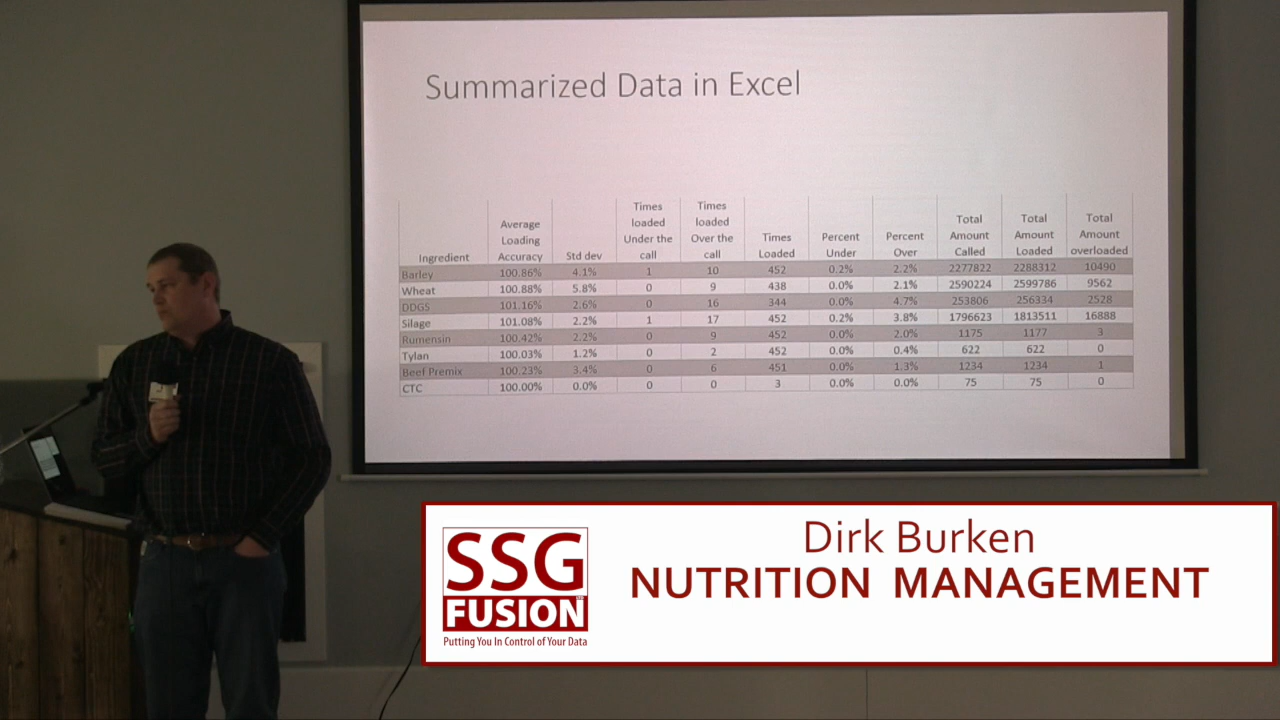 Summarized Data in Excel
Ingredient Average Loading Accuracy Std dev Times loaded Under the call Times loaded Over the call Times Loaded Percent Under Percent Over Total Amount Called Total Amount Loaded Total Amount overloaded
Barley 100.86% 4.1% 1 10 452 0.2% 2.2% 2277822 2288312 10490
Wheat 100.88% 5.8% 0 9 438 0.0% 2.1% 2590224 2599786 9562
DDGS 101.16% 2.6% 0 16 344 0.0% 4.7% 253806 256334 2528
Silage 101.08% 2.2% 1 17 452 0.2% 3.8% 1796623 1813511 16888
Rumensin 100.42% 2.2% 0 9 452 0.0% 2.0% 1175 1177 3
Tylan 100.03% 1.2% 0 2 452 0.0% 0.4% 622 622 0
Beef Premix 100.23% 3.4% 0 6 451 0.0% 1.3% 1234 1234 1
CTC 100.00% 0.0% 0 0 3 0.0% 0.0% 75 75 0
Dirk Burken
NUTRITION MANAGEMENT
SSG
FUSION
Putting You In Control of Your Data